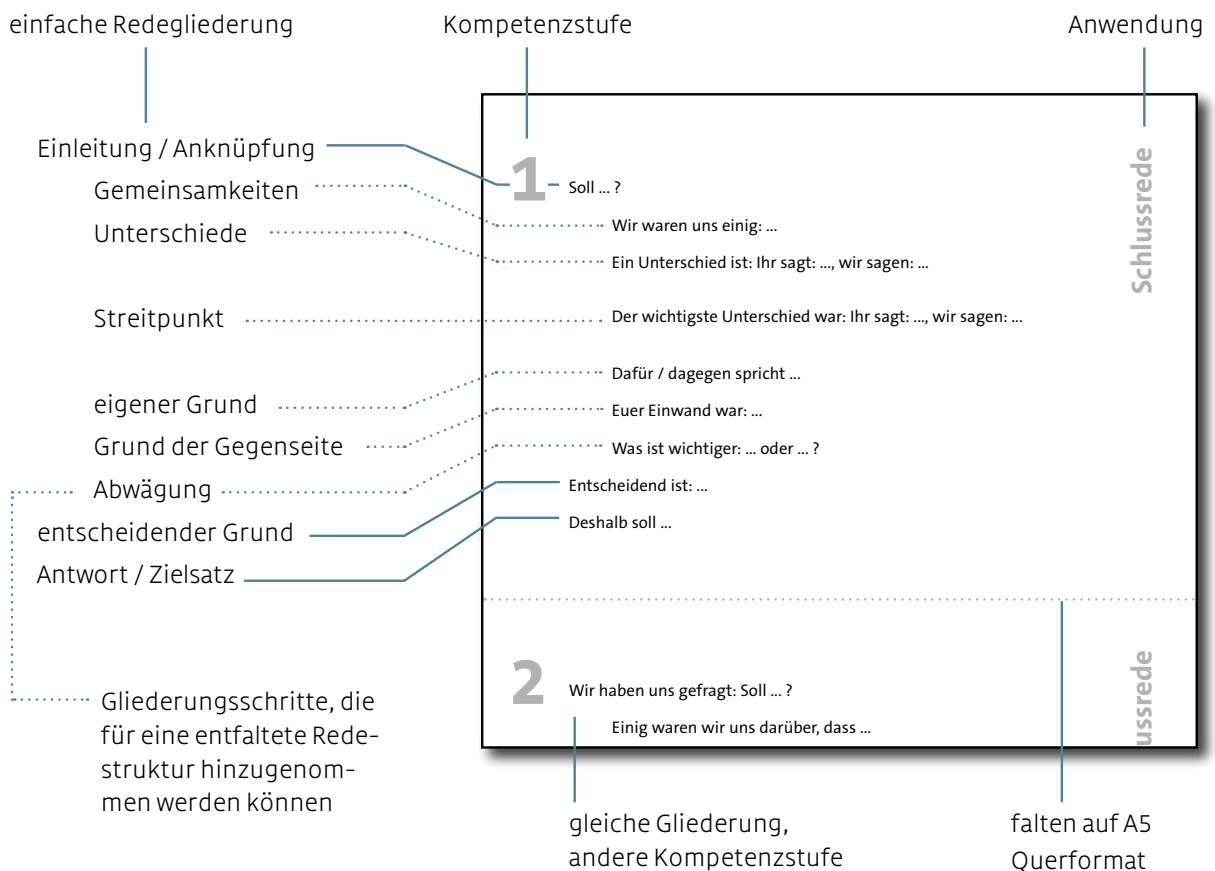 einfache Redegliederung
Kompetenzstufe
Anwendung
Einleitung / Anknüpfung
Gemeinsamkeiten
Unterschiede
Streitpunkt
eigener Grund
Grund der Gegenseite
Abwägung
entscheidender Grund
Antwort / Zielsatz
Gliederungsschritte, die
für eine entfaltete Rede-
struktur hinzugenom-
men werden können
1
Soll ... ?
Wir waren uns einig: ...
Ein Unterschied ist: Ihr sagt: ..., wir sagen: ...
Der wichtigste Unterschied war: Ihr sagt: ..., wir sagen: ...
Dafür / dagegen spricht ...
Euer Einwand war: ...
Was ist wichtiger: ... oder ... ?
Entscheidend ist: ...
Deshalb soll ...
Schlussrede
2
Wir haben uns gefragt: Soll ... ?
Einig waren wir uns darüber, dass ...
ussrede
gleiche Gliederung,
andere Kompetenzstufe
falten auf A5
Querformat